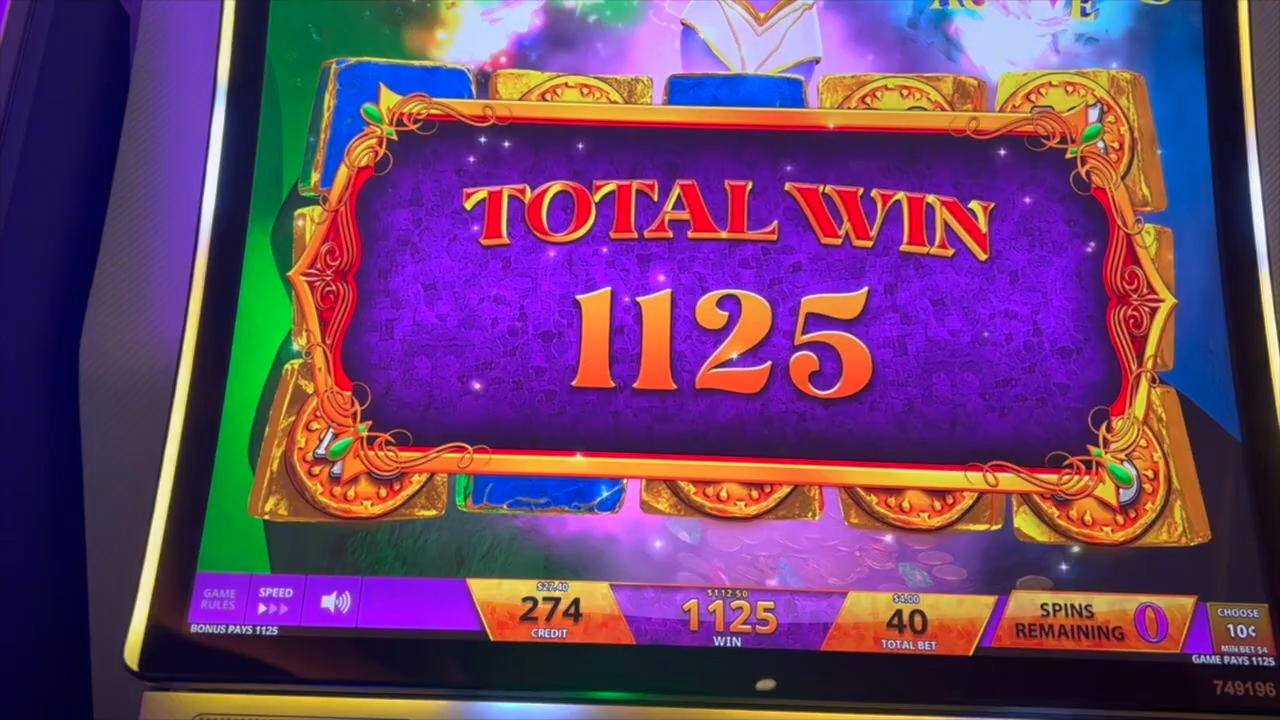 TOTAL WIN
1125
GAME
RULES
SPEED
$27.40
274
CREDIT
$112.50
1125
WIN
$4.00
40
TOTAL BET
SPINS
REMAINING
0
CHOOSE
10¢
MIN BET $4
BONUS PAYS 1125
GAME PAYS 1125
749196